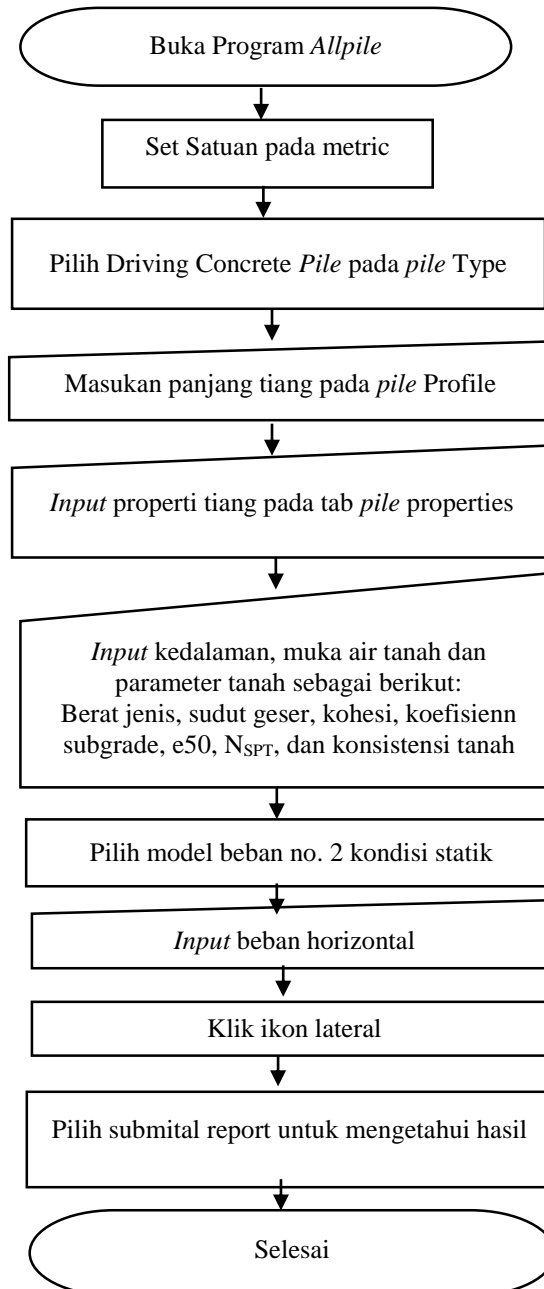 Buka Program Allpile
Set Satuan pada metric
Pilih Driving Concrete Pile pada pile Type
Masukan panjang tiang pada pile Profile
Input properti tiang pada tab pile properties
Input kedalaman, muka air tanah dan
parameter tanah sebagai berikut:
Berat jenis, sudut geser, kohesi, koefisienn
subgrade, e50, NSPT, dan konsistensi tanah
Pilih model beban no. 2 kondisi statik
Input beban horizontal
Klik ikon lateral
Pilih submital report untuk mengetahui hasil
Selesai